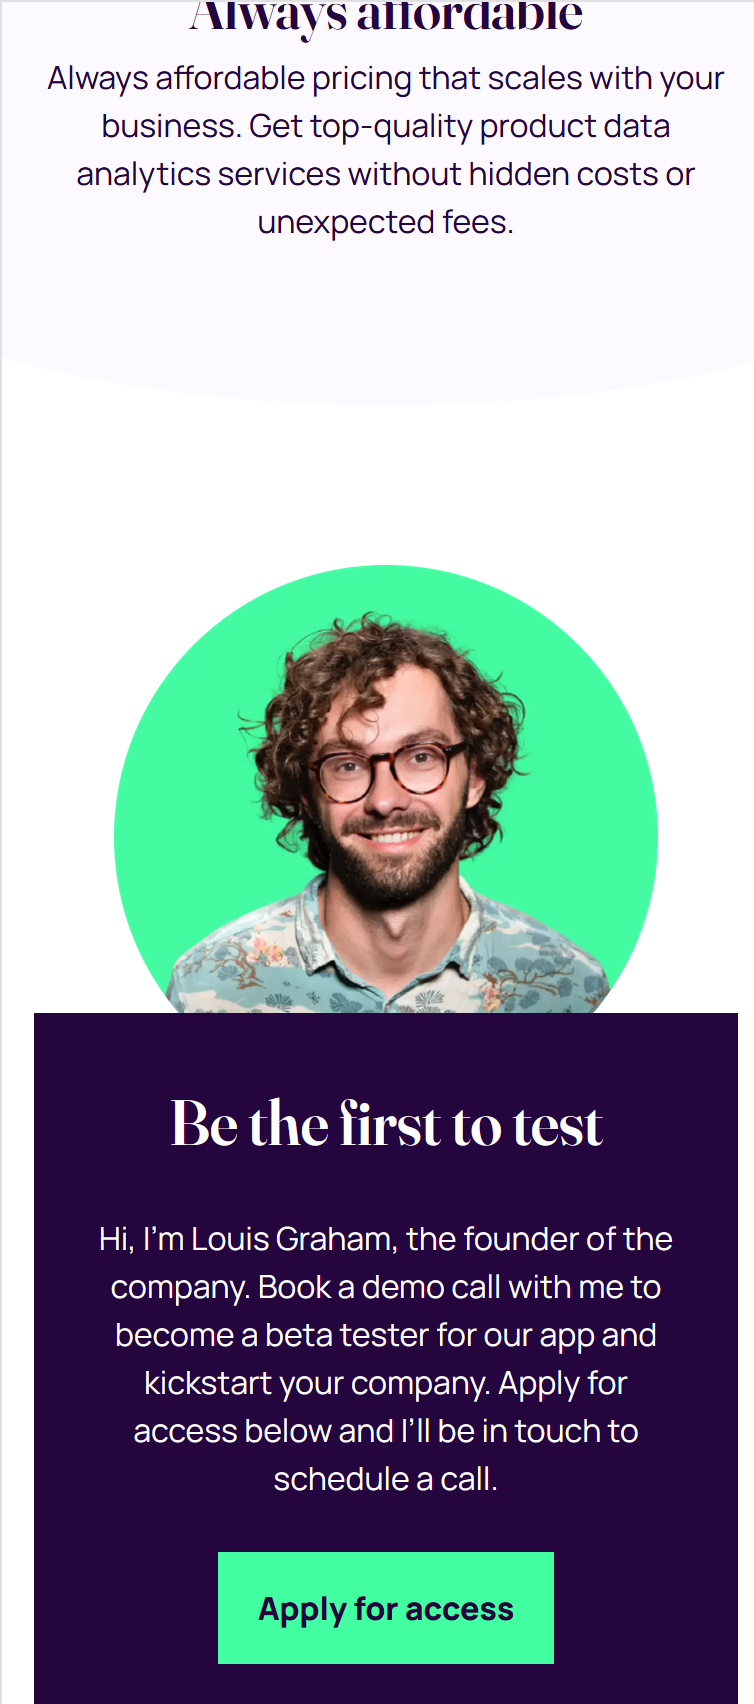 Always affordable
Always affordable pricing that scales with your
business. Get top-quality product data
analytics services without hidden costs or
unexpected fees.
Be the first to test
Hi, I’m Louis Graham, the founder of the
company. Book a demo call with me to
become a beta tester for our app and
kickstart your company. Apply for
access below and I’ll be in touch to
schedule a call.
Apply for access